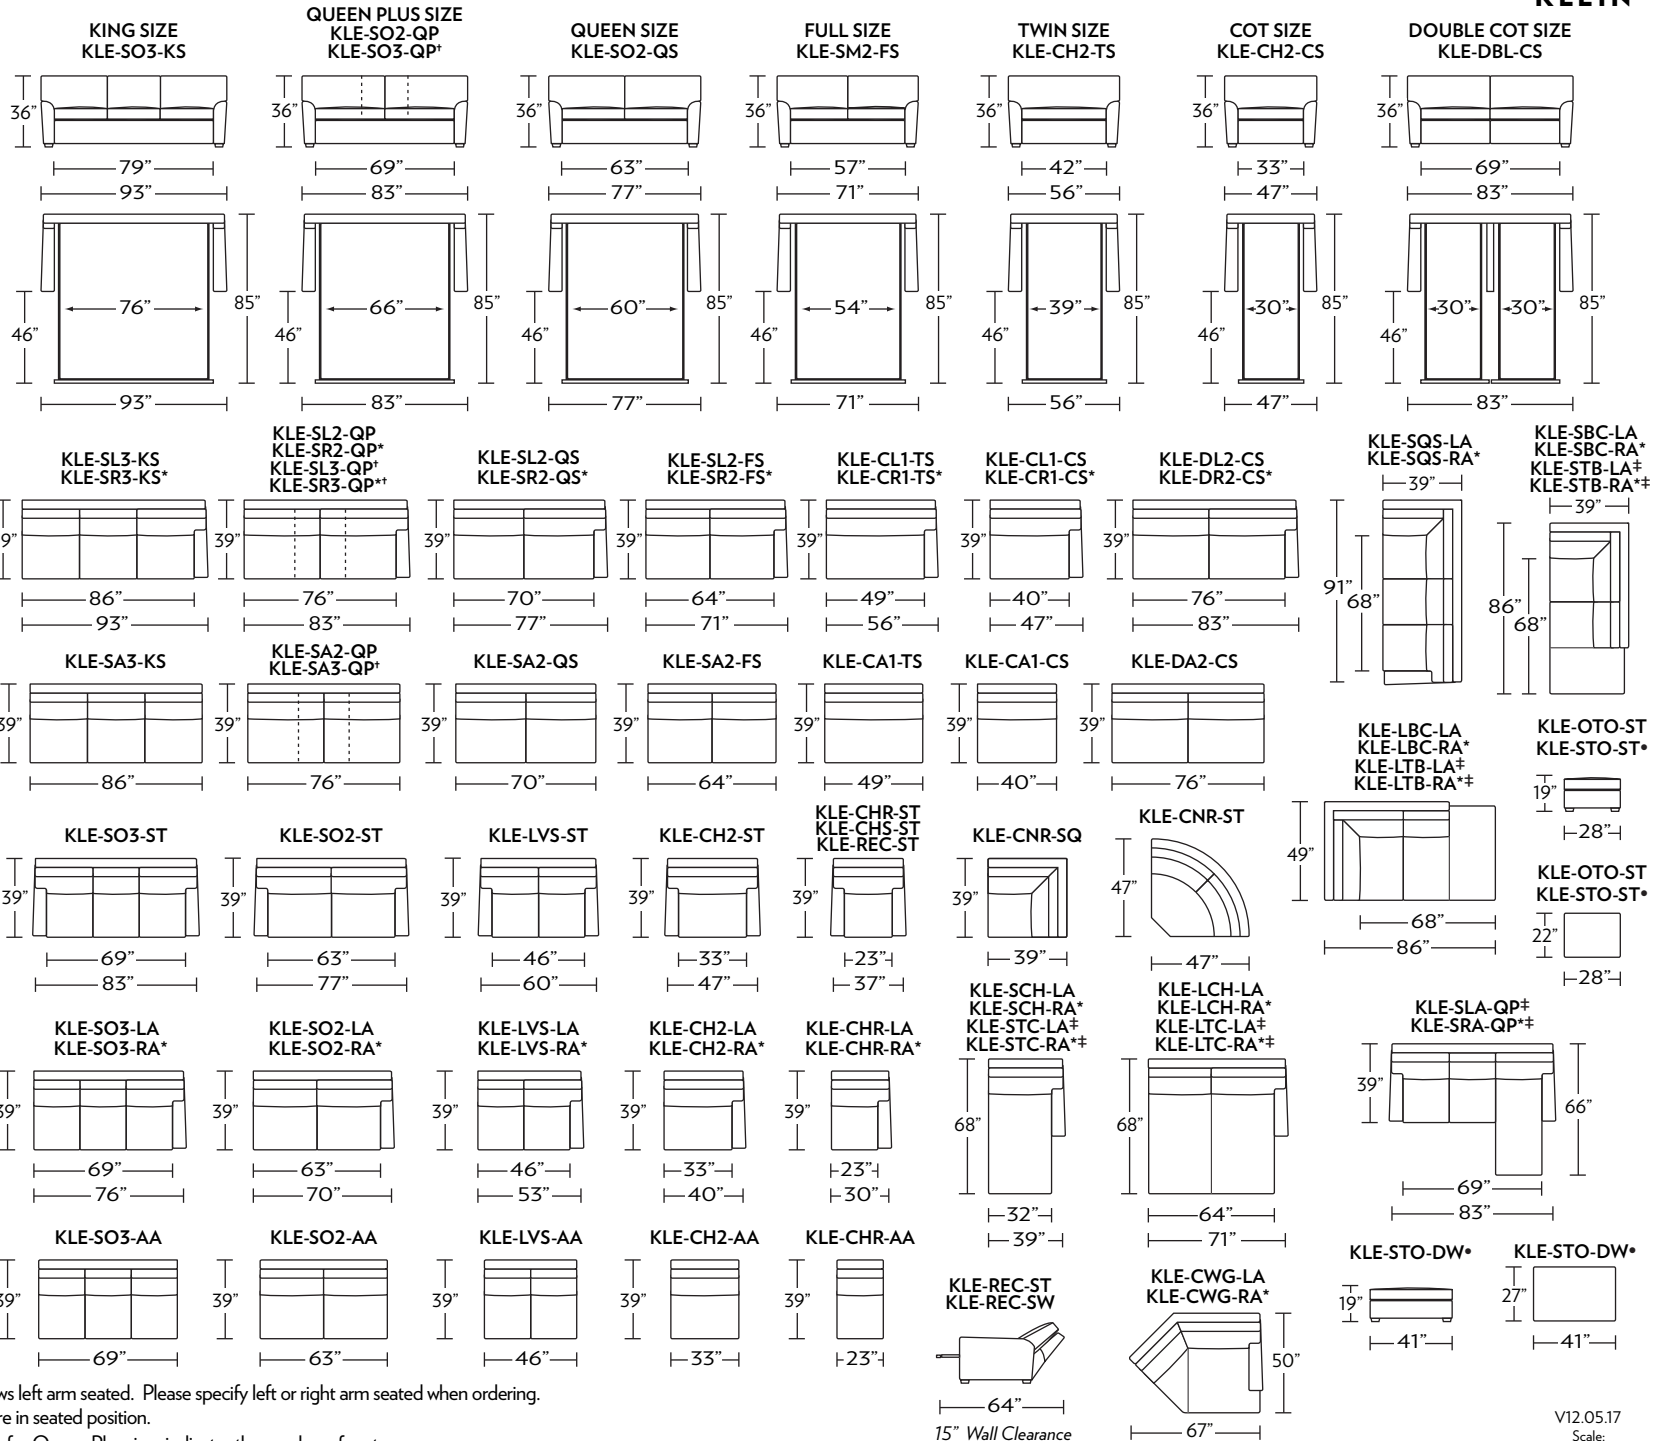 KING SIZE
KLE-SO3-KS
QUEEN PLUS SIZE
KLE-SO2-QP
KLE-SO3-QP†
QUEEN SIZE
KLE-SO2-QS
FULL SIZE
KLE-SM2-FS
TWIN SIZE
KLE-CH2-TS
COT SIZE
KLE-CH2-CS
DOUBLE COT SIZE
KLE-DBL-CS
36” 36” 36” 36” 36” 36” 36”
79” 69” 63” 57” 42” 33” 69”
93” 83” 77” 71” 56” 47” 83”
76” 66” 60” 54” 39” 30” 30” 30”
85” 85” 85” 85” 85” 85” 85”
46” 46” 46” 46” 46” 46” 46”
93” 83” 77” 71” 56” 47” 83”
KLE-SL3-KS
KLE-SR3-KS*
KLE-SL2-QP
KLE-SR2-QP*
KLE-SL3-QP†
KLE-SR3-QP*†
KLE-SL2-QS
KLE-SR2-QS*
KLE-SL2-FS
KLE-SR2-FS*
KLE-CL1-TS
KLE-CR1-TS*
KLE-CL1-CS
KLE-CR1-CS*
KLE-DL2-CS
KLE-DR2-CS*
39” 39” 39” 39” 39” 39”
86” 76” 70” 64” 49” 40” 76”
93” 83” 77” 71” 56” 47” 83”
KLE-SQS-LA
KLE-SQS-RA*
39”
91”
68”
KLE-SBC-LA
KLE-SBC-RA*
KLE-STB-LA‡
KLE-STB-RA*‡
39”
86”
68”
KLE-SA3-KS
KLE-SA2-QP
KLE-SA3-QP†
KLE-SA2-QS
KLE-SA2-FS
KLE-CA1-TS
KLE-CA1-CS
KLE-DA2-CS
39” 39” 39” 39” 39” 39” 39”
86” 76” 70” 64” 49” 40” 76”
KLE-LBC-LA
KLE-LBC-RA*
KLE-LTB-LA‡
KLE-LTB-RA*‡
49”
68”
86”
KLE-OTO-ST
KLE-STO-ST•
19”
28”
KLE-OTO-ST
KLE-STO-ST•
22”
28”
KLE-SO3-ST
KLE-SO2-ST
KLE-LVS-ST
KLE-CH2-ST
KLE-CHR-ST
KLE-CHS-ST
KLE-REC-ST
KLE-CNR-SQ
KLE-CNR-ST
39” 39” 39” 39” 39” 39” 47”
69” 63” 46” 33” 23” 39” 47”
83” 77” 60” 47” 37”
KLE-SO3-LA
KLE-SO3-RA*
KLE-SO2-LA
KLE-SO2-RA*
KLE-LVS-LA
KLE-LVS-RA*
KLE-CH2-LA
KLE-CH2-RA*
KLE-CHR-LA
KLE-CHR-RA*
39” 39” 39” 39” 39”
69” 63” 46” 33” 23”
76” 70” 53” 40” 30”
KLE-SCH-LA
KLE-SCH-RA*
KLE-STC-LA‡
KLE-STC-RA*‡
68”
32”
39”
KLE-LCH-LA
KLE-LCH-RA*
KLE-LTC-LA‡
KLE-LTC-RA*‡
68”
64”
71”
KLE-SLA-QP‡
KLE-SRA-QP*‡
39”
66”
69”
83”
KLE-SO3-AA
KLE-SO2-AA
KLE-LVS-AA
KLE-CH2-AA
KLE-CHR-AA
39” 39” 39” 39” 39”
69” 63” 46” 33” 23”
KLE-REC-ST
KLE-REC-SW
64”
15” Wall Clearance
KLE-CWG-LA
KLE-CWG-RA*
50”
67”
KLE-STO-DW•
19”
41”
KLE-STO-DW•
27”
41”
left arm seated. Please specify left or right arm seated when ordering.
in seated position.
V12.05.17
Scale: